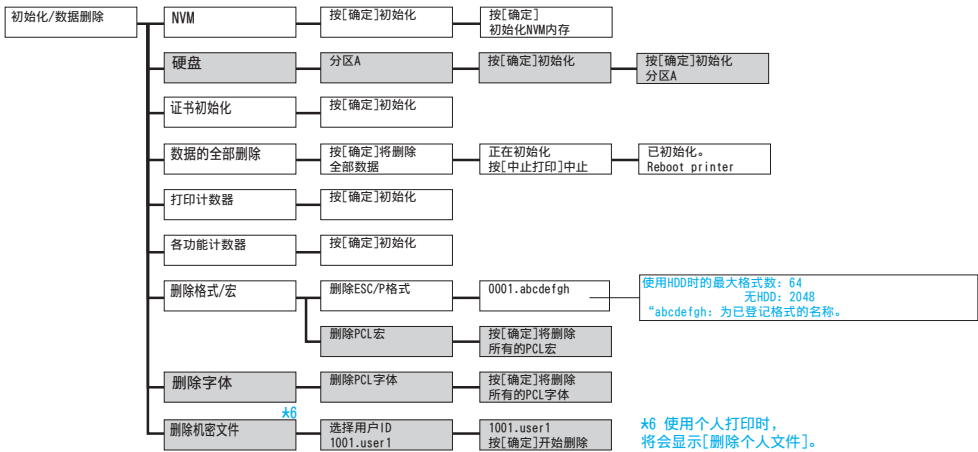 初始化/数据删除
NVM
按[确定]初始化
按[确定]
初始化NVM内存
硬盘
分区A
按[确定]初始化
按[确定]初始化
分区A
证书初始化
按[确定]初始化
数据的全部删除
按[确定]将删除
全部数据
正在初始化
按[中止打印]中止
已初始化。
Reboot printer
打印计数器
按[确定]初始化
各功能计数器
按[确定]初始化
删除格式/宏
删除ESC/P格式
0001.abcdefgh
使用HDD时的最大格式数: 64
无HDD: 2048
“abcdefgh: 为已登记格式的名称。
删除PCL宏
按[确定]将删除
所有的PCL宏
删除字体
删除PCL字体
按[确定]将删除
所有的PCL字体
*6
删除机密文件
选择用户ID
1001.user1
1001.user1
按[确定]开始删除
*6 使用个人打印时,
将会显示[删除个人文件]。